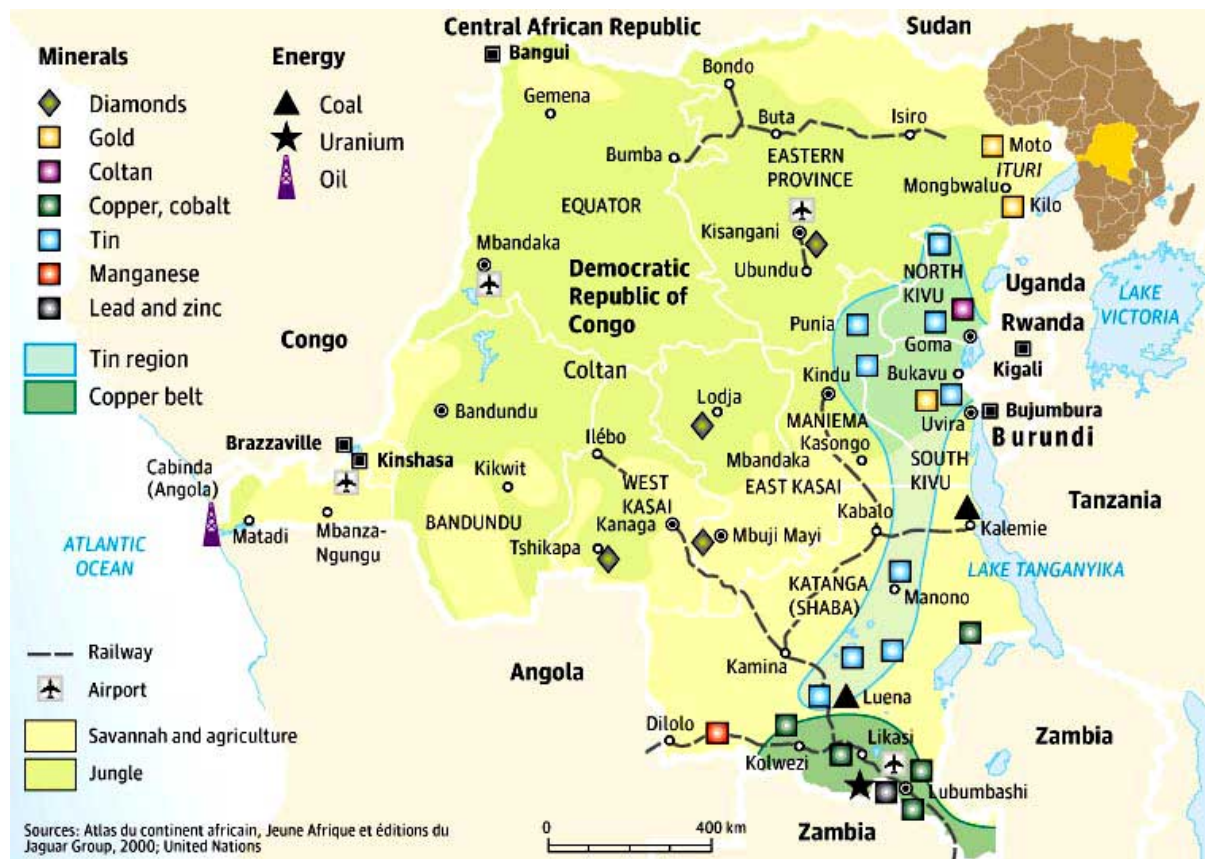 Minerals
Diamonds
Gold
Coltan
Copper, cobalt
Tin
Manganese
Lead and zinc
Tin region
Copper belt
Energy
Coal
Uranium
Oil
Central African Republic
Sudan
Bangui
Bondo
Gemena
Buta
Isiro
Bumba
EASTERN
PROVINCE
Moto
ITURI
Mongbwalu
Kilo
EQUATOR
Kisangani
Mbandaka
Ubundu
Democratic
Republic of
Congo
NORTH
KIVU
Uganda
LAKE
VICTORIA
Congo
Punia
Goma
Rwanda
Kigali
Coltan
Kindu
Bukavu
Bandundu
Lodja
MANIEMA
Uvira
Bujumbura
Burundi
Brazzaville
Kinshasa
Ilébo
Kasongo
Cabinda
(Angola)
Kikwit
WEST
KASAI
Mbandaka
EAST KASAI
SOUTH
KIVU
Tanzania
Matadi
Mbanza-
Ngungu
BANDUNDU
Kanaga
Kabalo
Kalemie
ATLANTIC
OCEAN
Tshikapa
Mbuji Mayi
LAKE TANGANYIKA
KATANGA
(SHABA)
Manono
Railway
Airport
Savannah and agriculture
Jungle
Angola
Kamina
Luena
Dilolo
Kolwezi
Likasi
Lubumbashi
Zambia
Zambia
0 400 km
Sources: Atlas du continent africain, Jeune Afrique et éditions du
Jaguar Group, 2000; United Nations